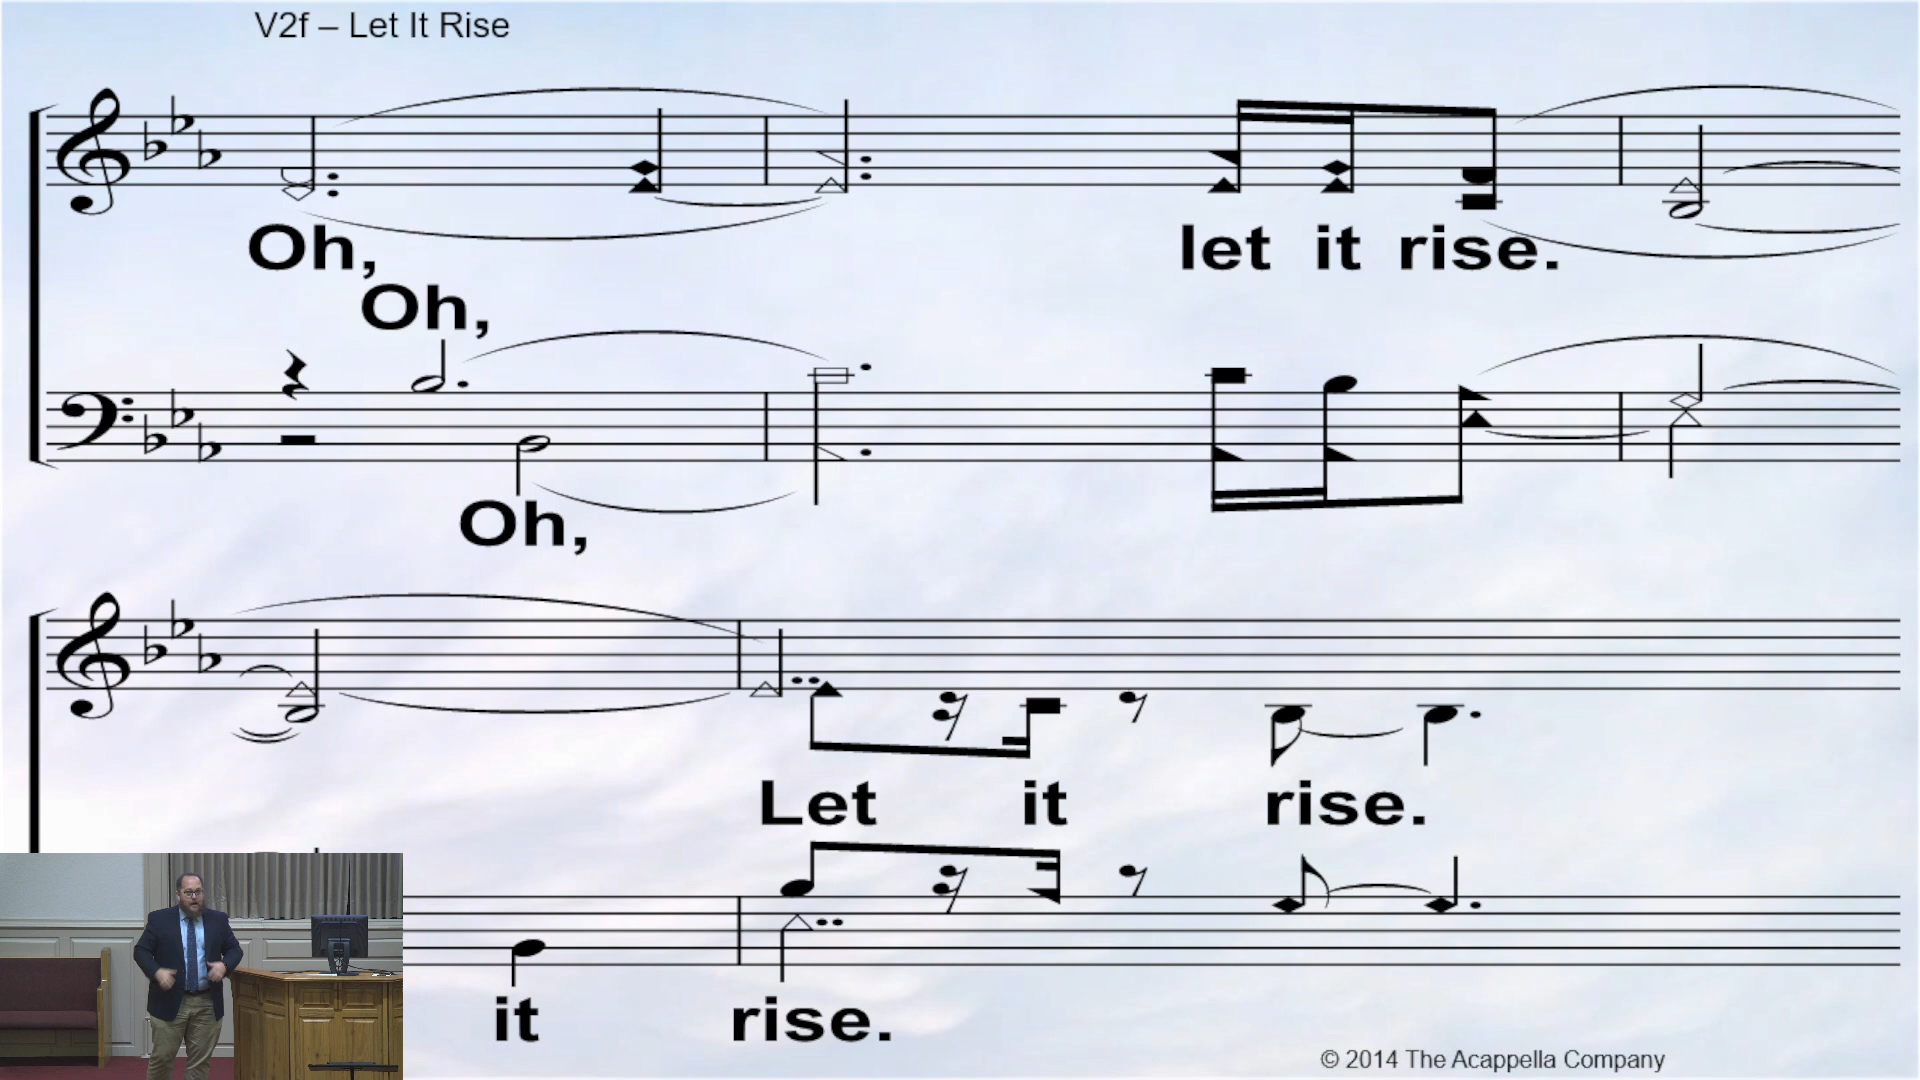 V2f – Let It Rise
Oh,
let it rise.
Oh,
Oh,
Let it rise.
it rise.
© 2014 The Acappella Company